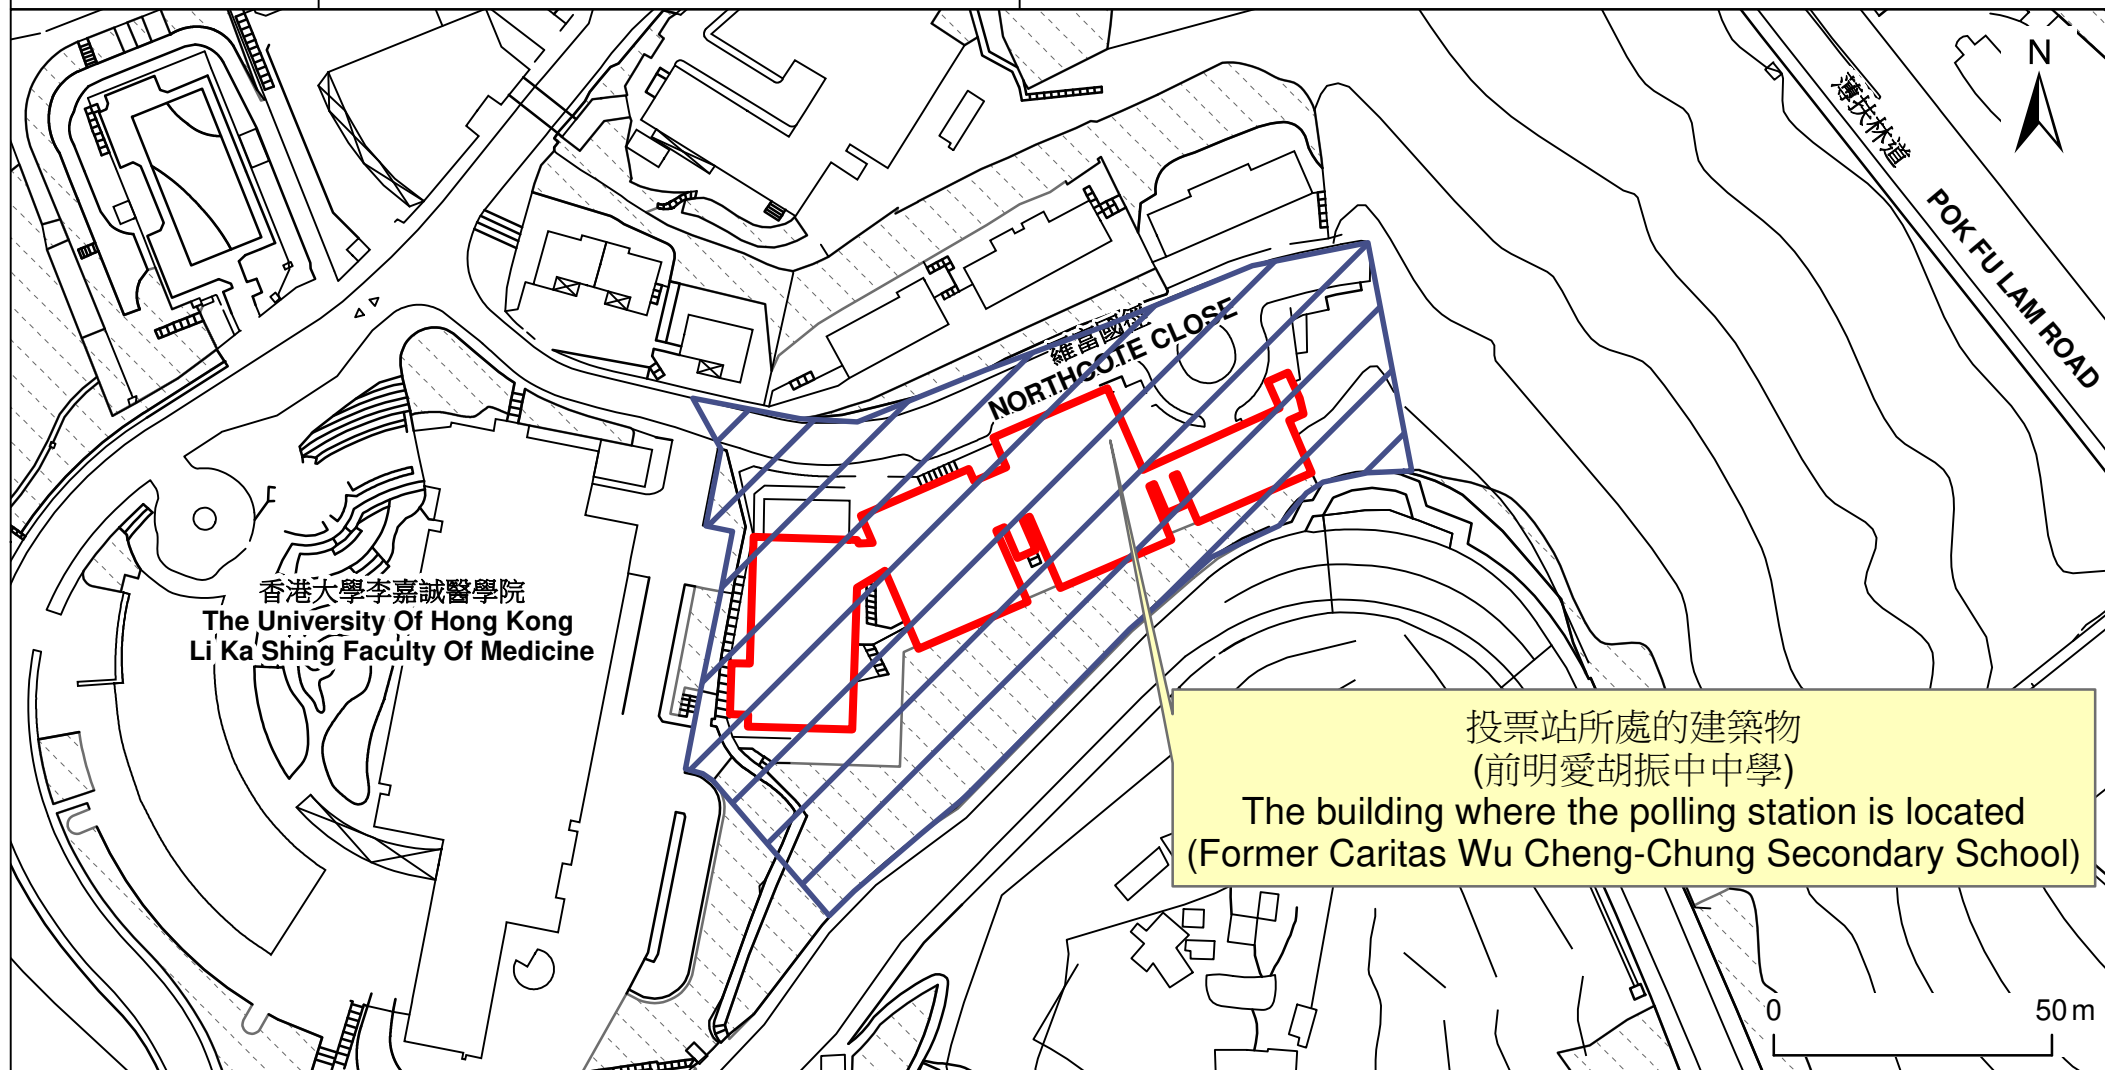 N
薄扶林道
POK FU LAM ROAD
維富國徑
NORTHCOTE CLOSE
香港大學李嘉誠醫學院
The University Of Hong Kong
Li Ka Shing Faculty Of Medicine
投票站所處的建築物
(前明愛胡振中中學)
The building where the polling station is located
(Former Caritas Wu Cheng-Chung Secondary School)
0
50 m